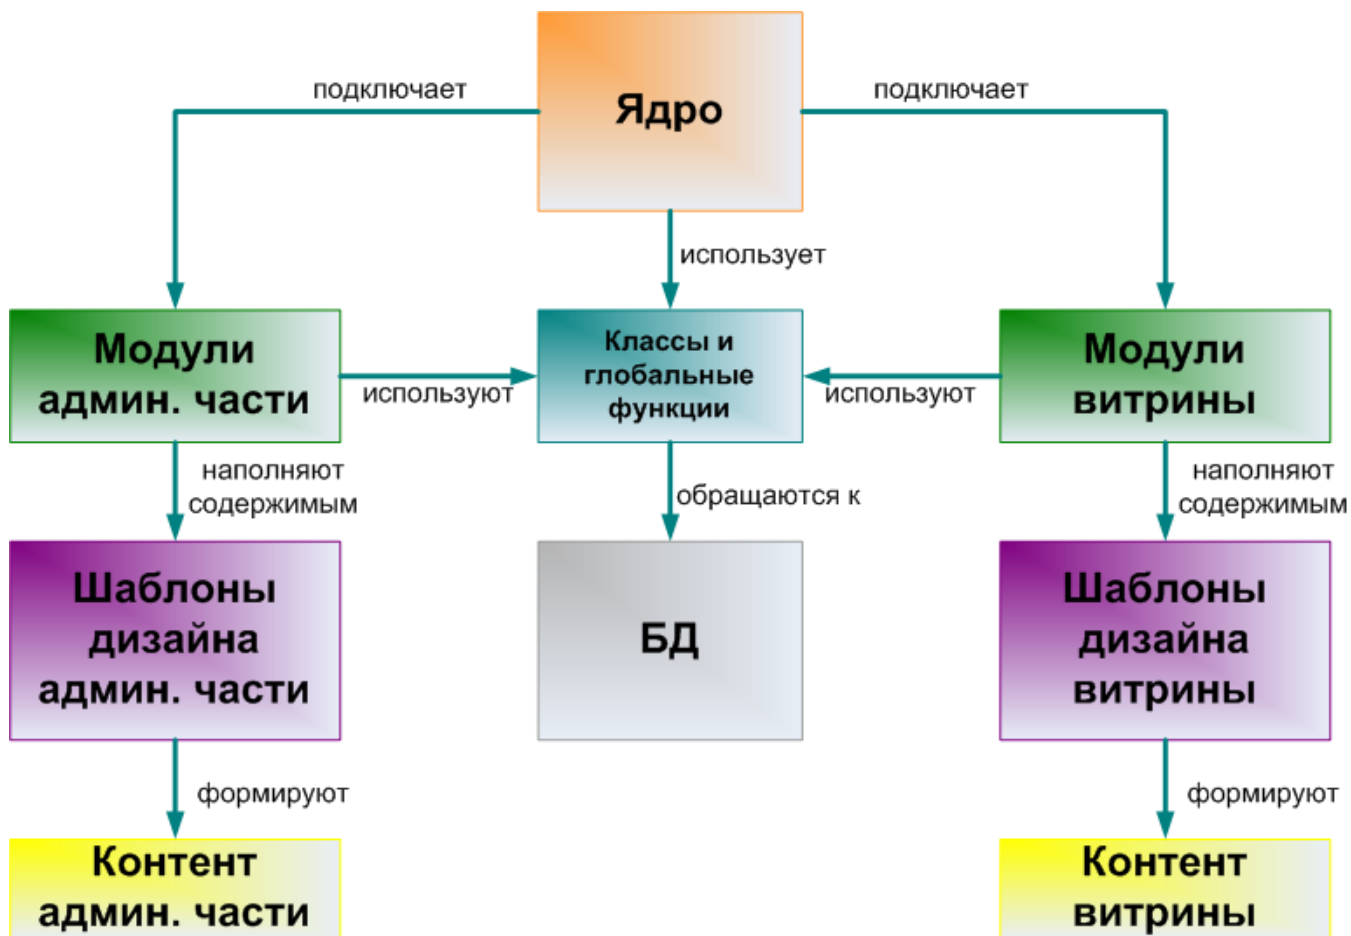 подключает
Ядро
подключает
использует
Модули
админ. части
используют
Классы и
глобальные
функции
используют
Модули
витрины
наполняют
содержимым
обращаются к
наполняют
содержимым
Шаблоны
дизайна
админ. части
БД
Шаблоны
дизайна
витрины
формируют
формируют
Контент
админ. части
Контент
витрины